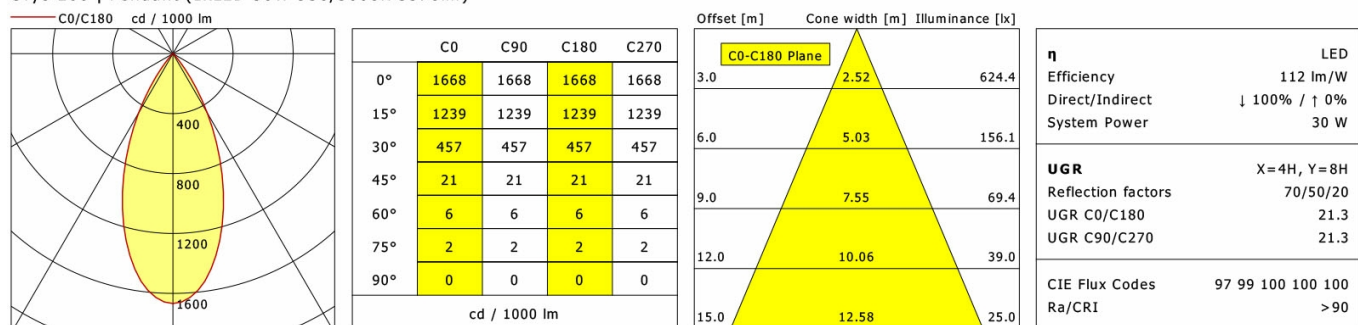 C0/C180 cd / 1000 lm
400
800
1200
1600
C0 C90 C180 C270
0° 1668 1668 1668 1668
15° 1239 1239 1239 1239
30° 457 457 457 457
45° 21 21 21 21
60° 6 6 6 6
75° 2 2 2 2
90° 0 0 0 0
cd / 1000 lm
Offset [m] Cone width [m] Illuminance [lx]
C0-C180 Plane
3.0 2.52 624.4
6.0 5.03 156.1
9.0 7.55 69.4
12.0 10.06 39.0
15.0 12.58 25.0
η LED
Efficiency 112 lm/W
Direct/Indirect ↓ 100% / ↑ 0%
System Power 30 W
UGR X=4H, Y=8H
Reflection factors 70/50/20
UGR C0/C180 21.3
UGR C90/C270 21.3
CIE Flux Codes 97 99 100 100 100
Ra/CRI >90